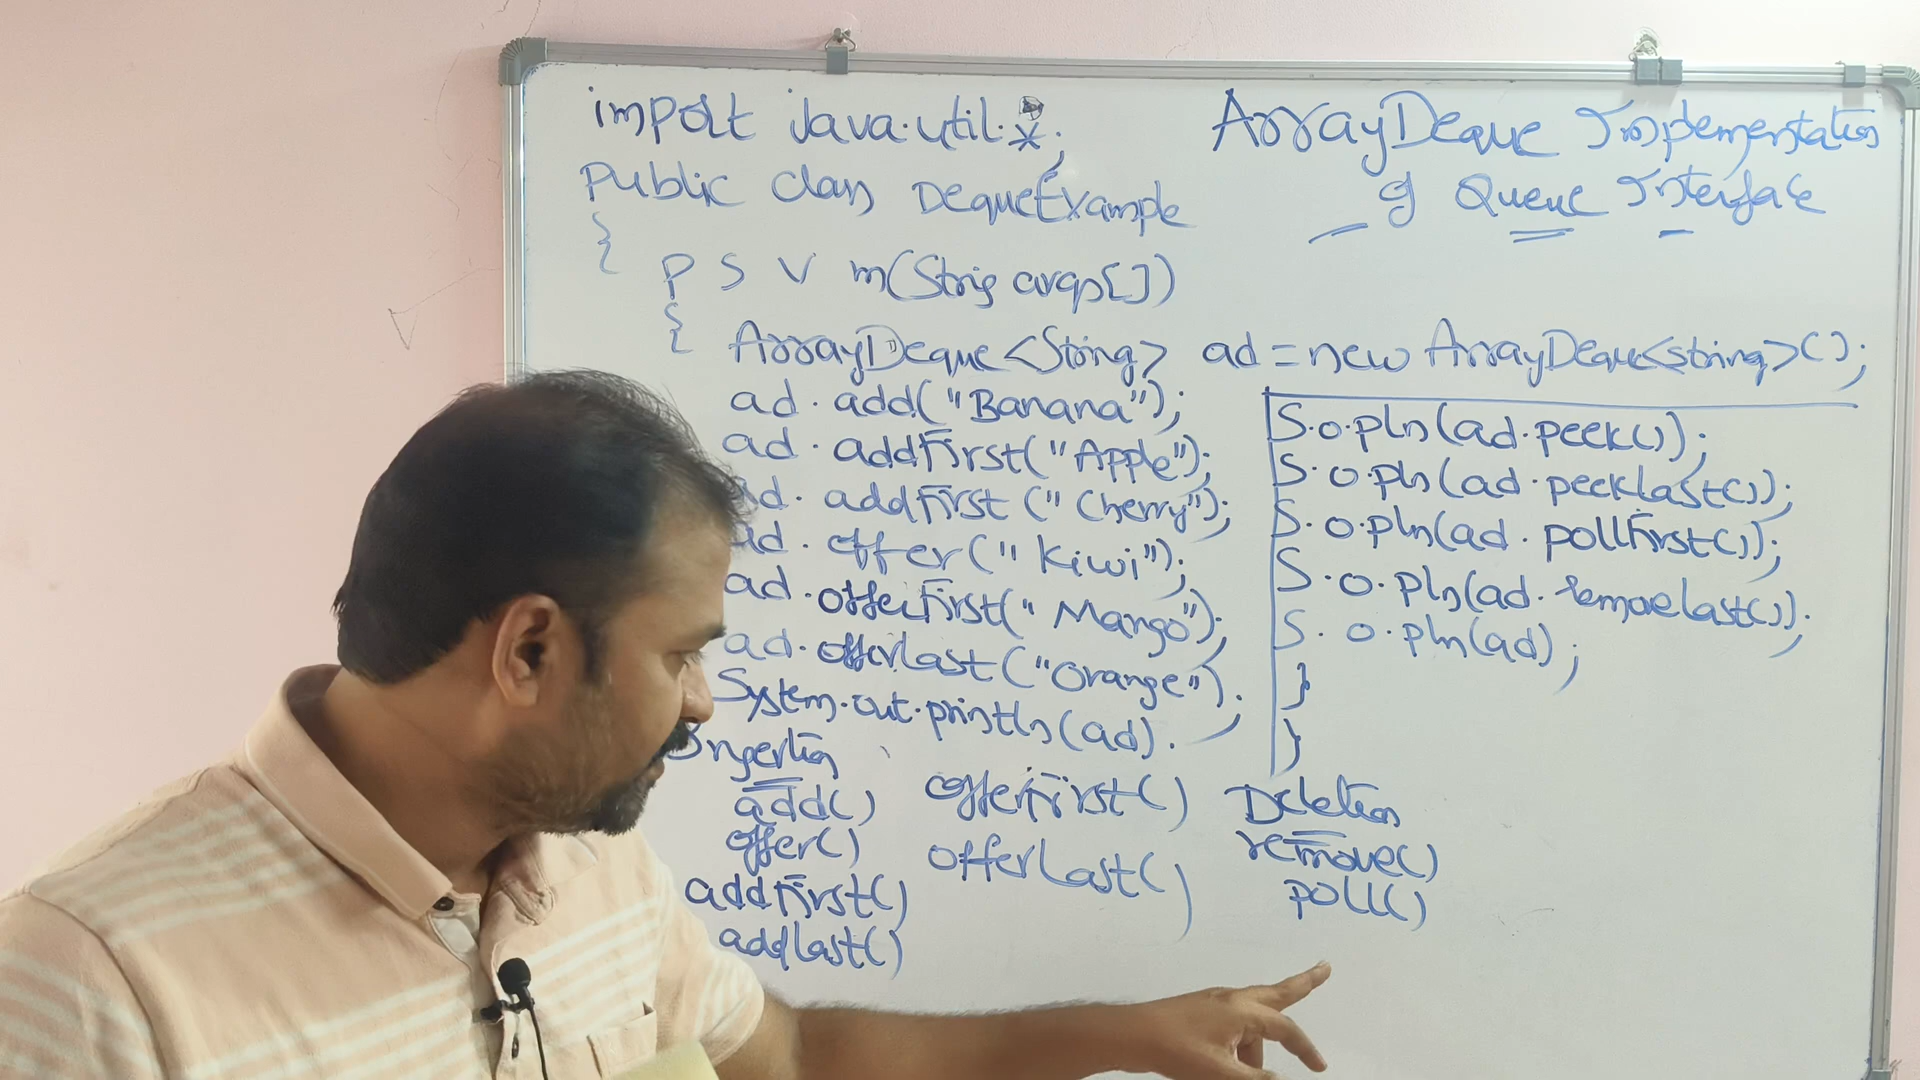 import java.util.*;
Public class DequeExample
{
P S V m(String args[])
{
ArrayDeque<String> ad = new ArrayDeque<String>();
ad.add("Banana");
ad.addFirst("Apple");
ad.addFirst("Cherry");
ad.offer("Kiwi");
ad.offerFirst("Mango");
ad.offerLast("Orange");
System.out.println(ad).
ArrayDeque Implementation
of Queue Interface
S.o.pln(ad.peek());
S.o.pln(ad.peekLast());
S.o.pln(ad.pollFirst());
S.o.pln(ad.removeLast());
S.o.pln(ad);
}
}
Insertion
add()
offer()
addFirst()
addLast()
offerFirst()
offerLast()
Deletion
remove()
Poll()